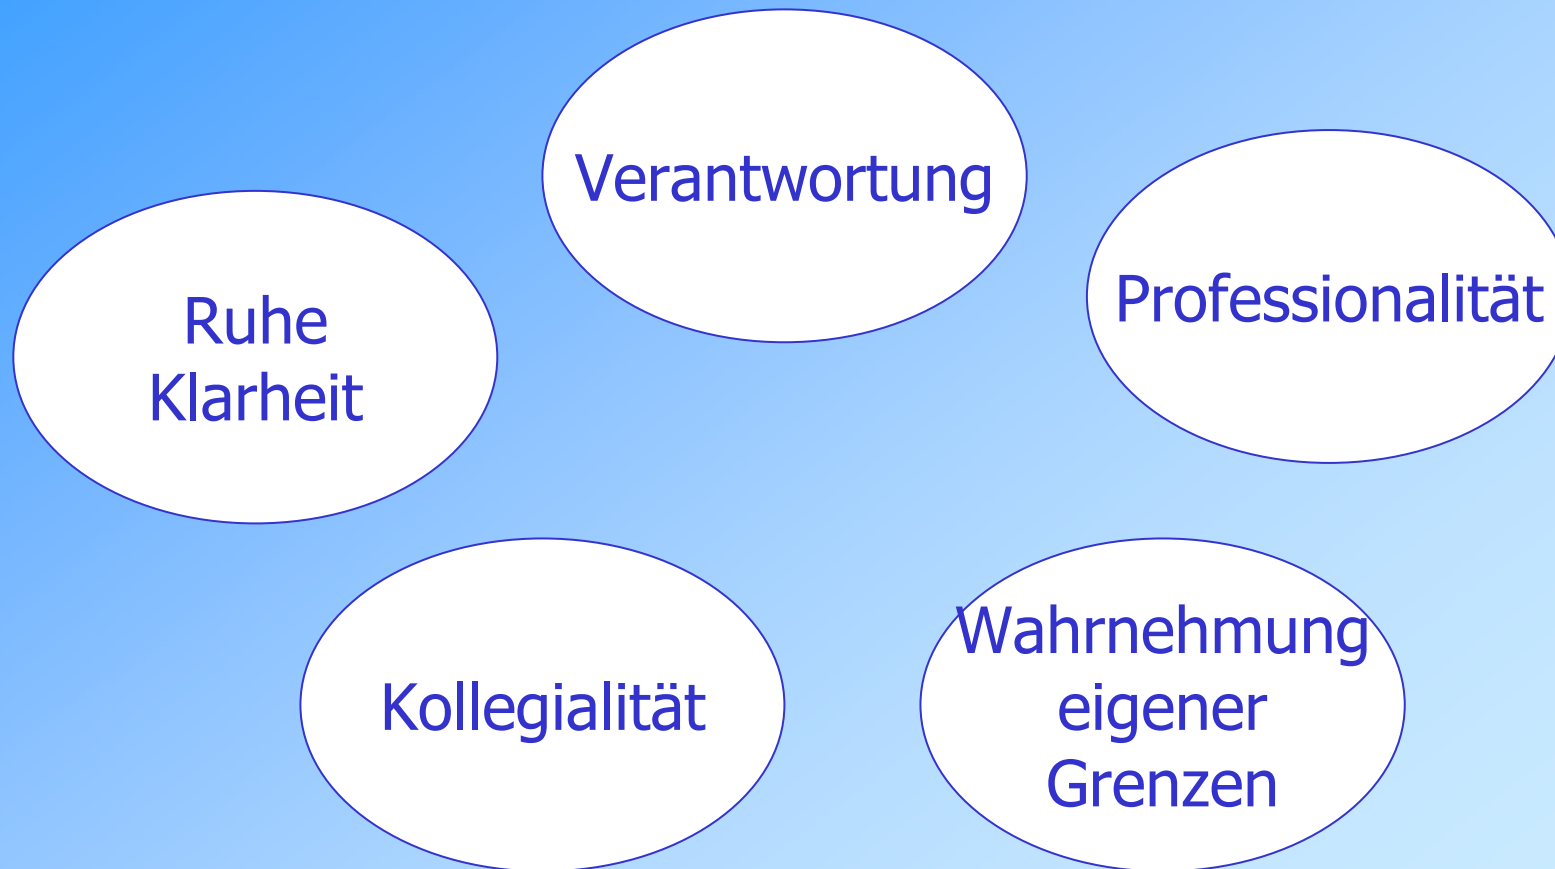 Verantwortung
Professionalität
Ruhe
Klarheit
Kollegialität
Wahrnehmung
eigener
Grenzen